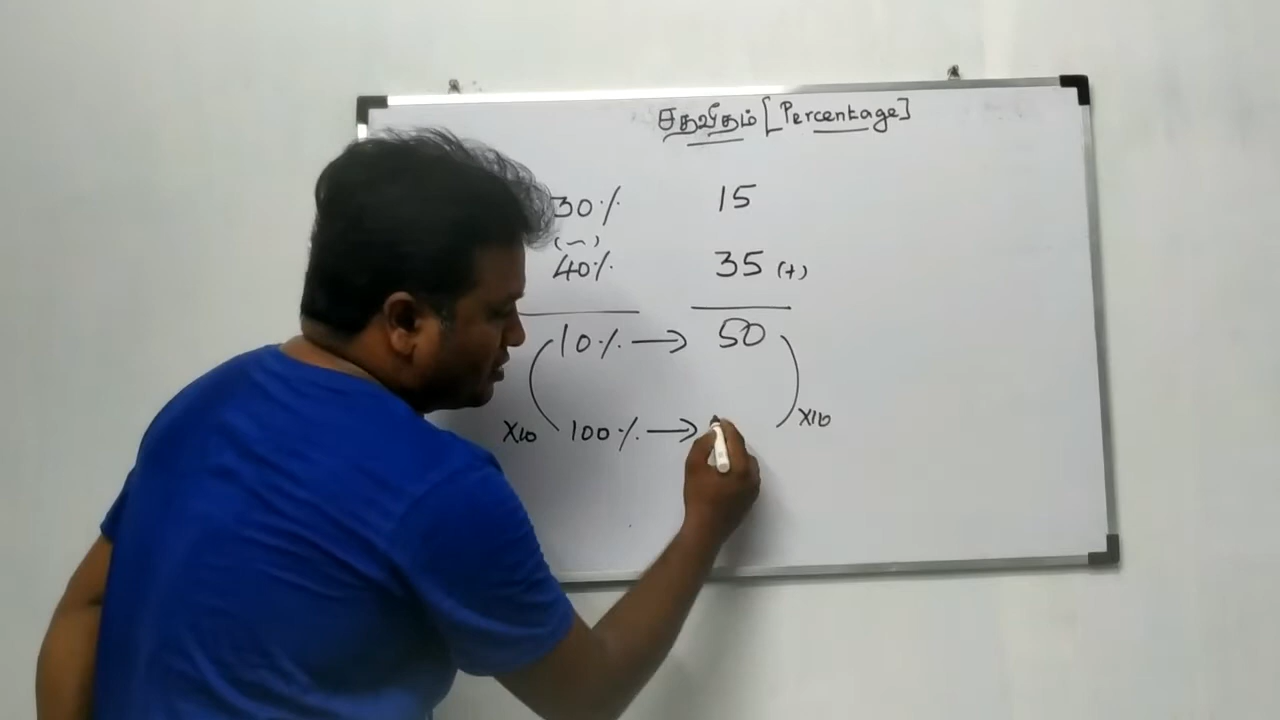 சதவீதம் [Percentage]
30% 15
(-)
40% 35 (+)
10% → 50
X10 100% → X10